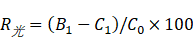 R光 = (B₁ − C₁)/C₀ × 100